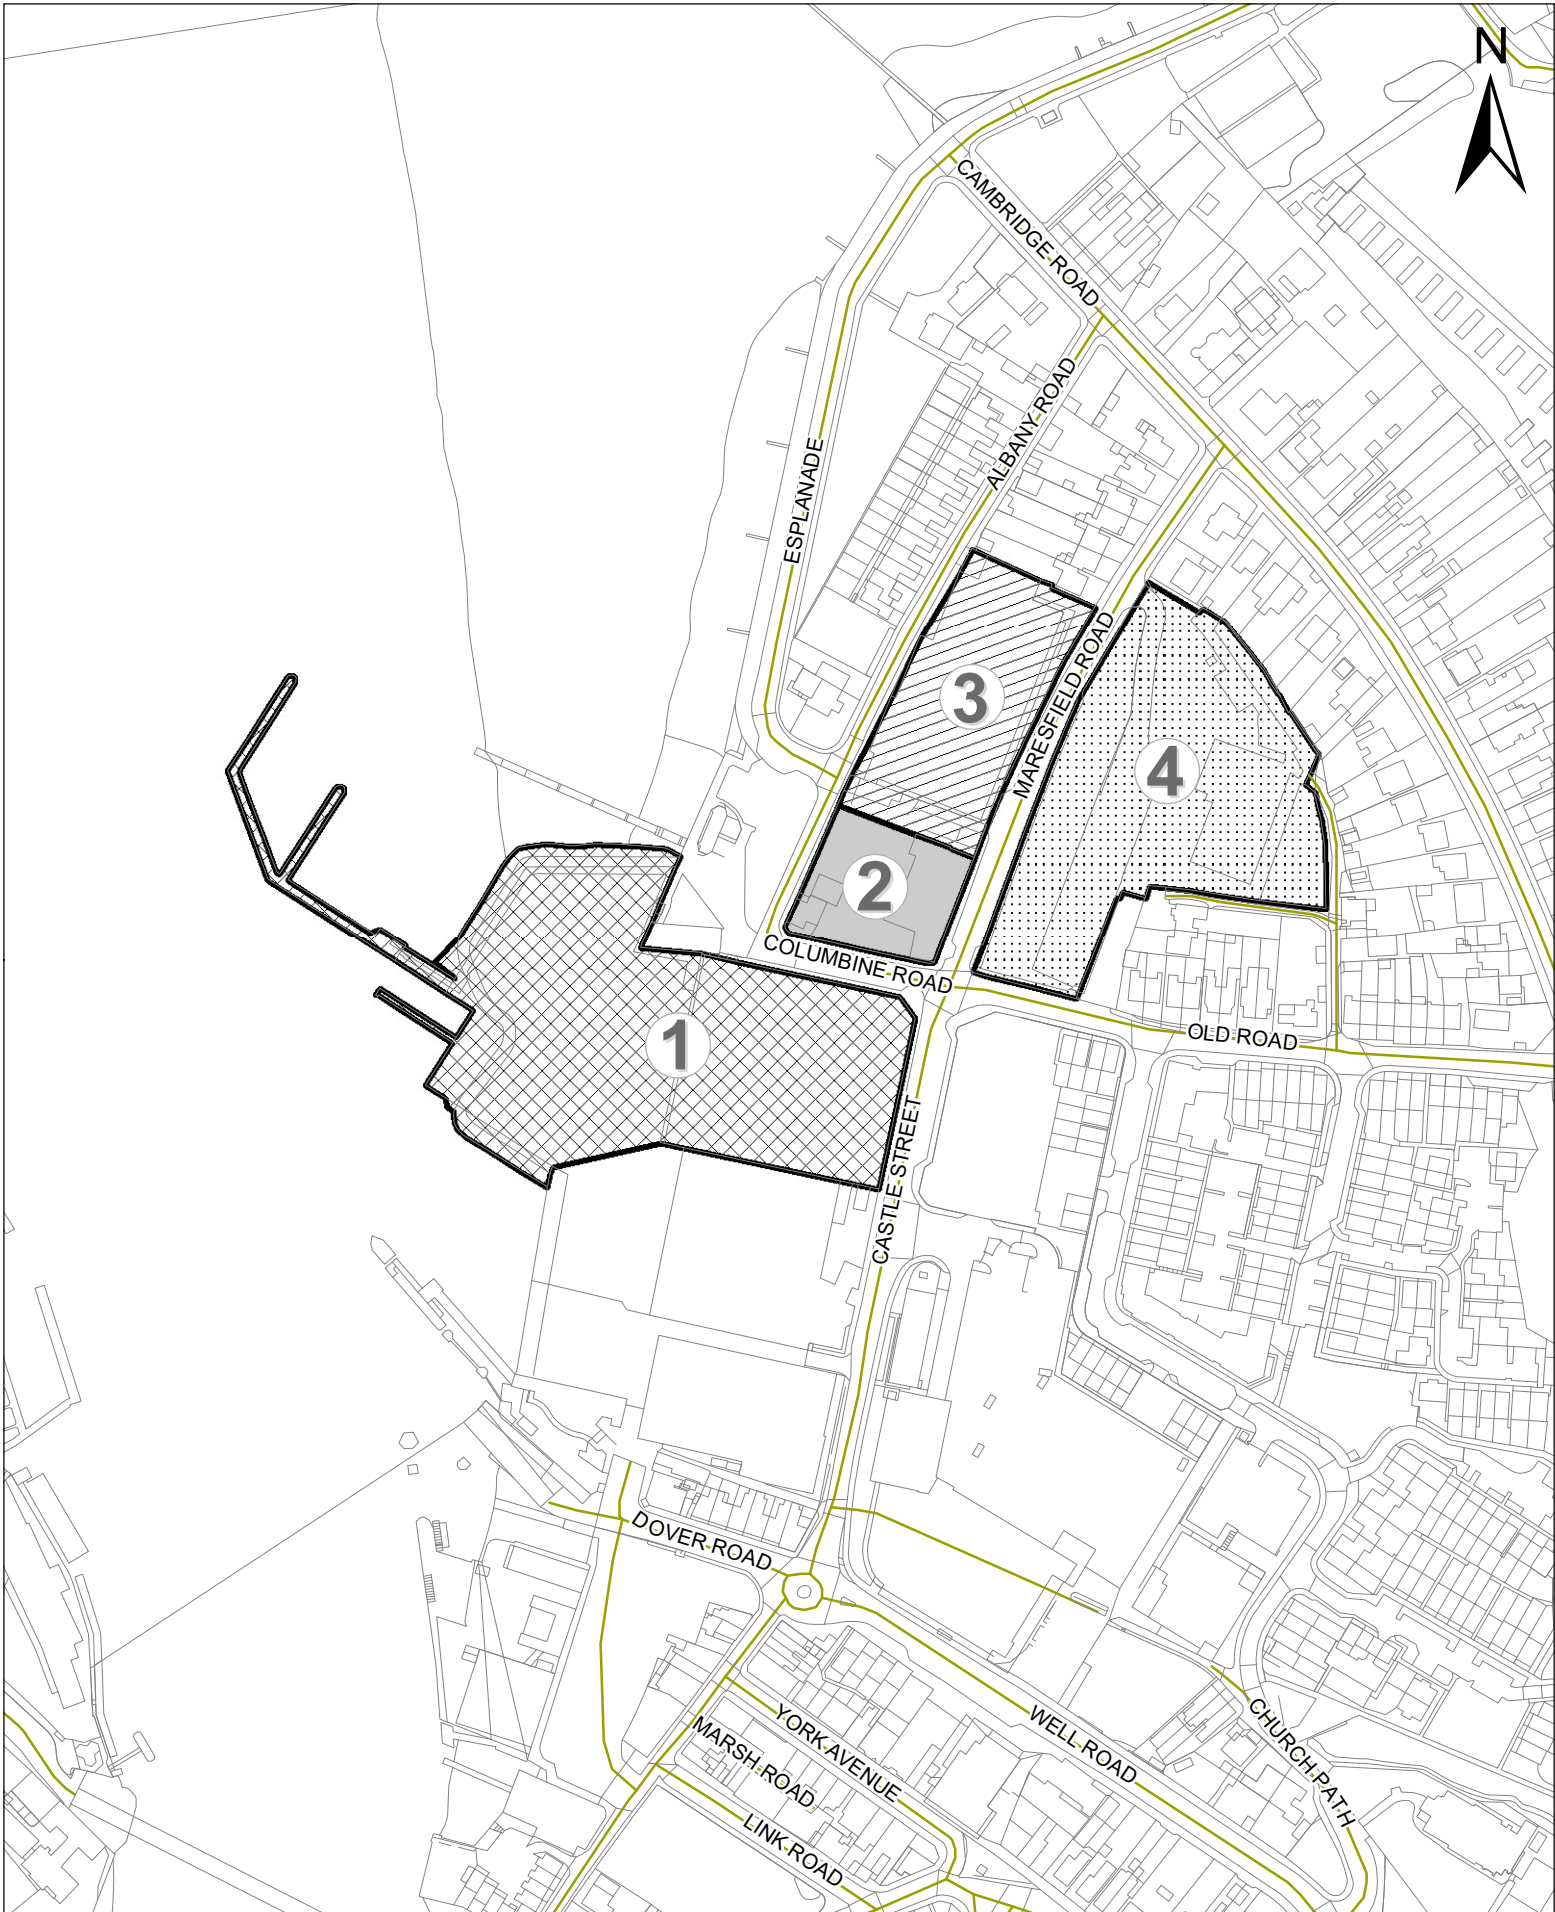 N
CAMBRIDGE ROAD
ALBANY ROAD
ESPLANADE
MARESFIELD ROAD
3
4
2
COLUMBINE ROAD
1
OLD ROAD
CASTLE STREET
DOVER ROAD
YORK AVENUE
MARSH ROAD
WELL ROAD
CHURCH PATH
LINK ROAD